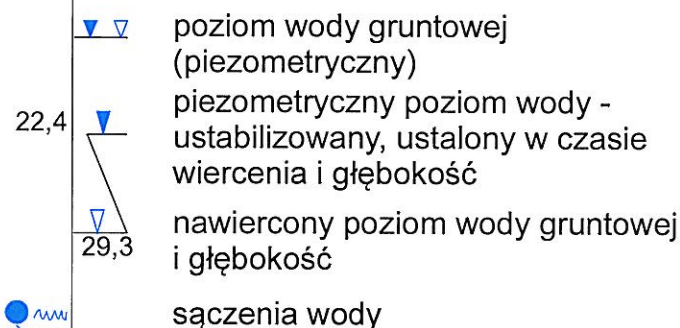 poziom wody gruntowej
(piezometryczny)
22,4
piezometryczny poziom wody -
ustabilizowany, ustalony w czasie
wiercenia i głębokość
29,3
nawiercony poziom wody gruntowej
i głębokość
sączenia wody